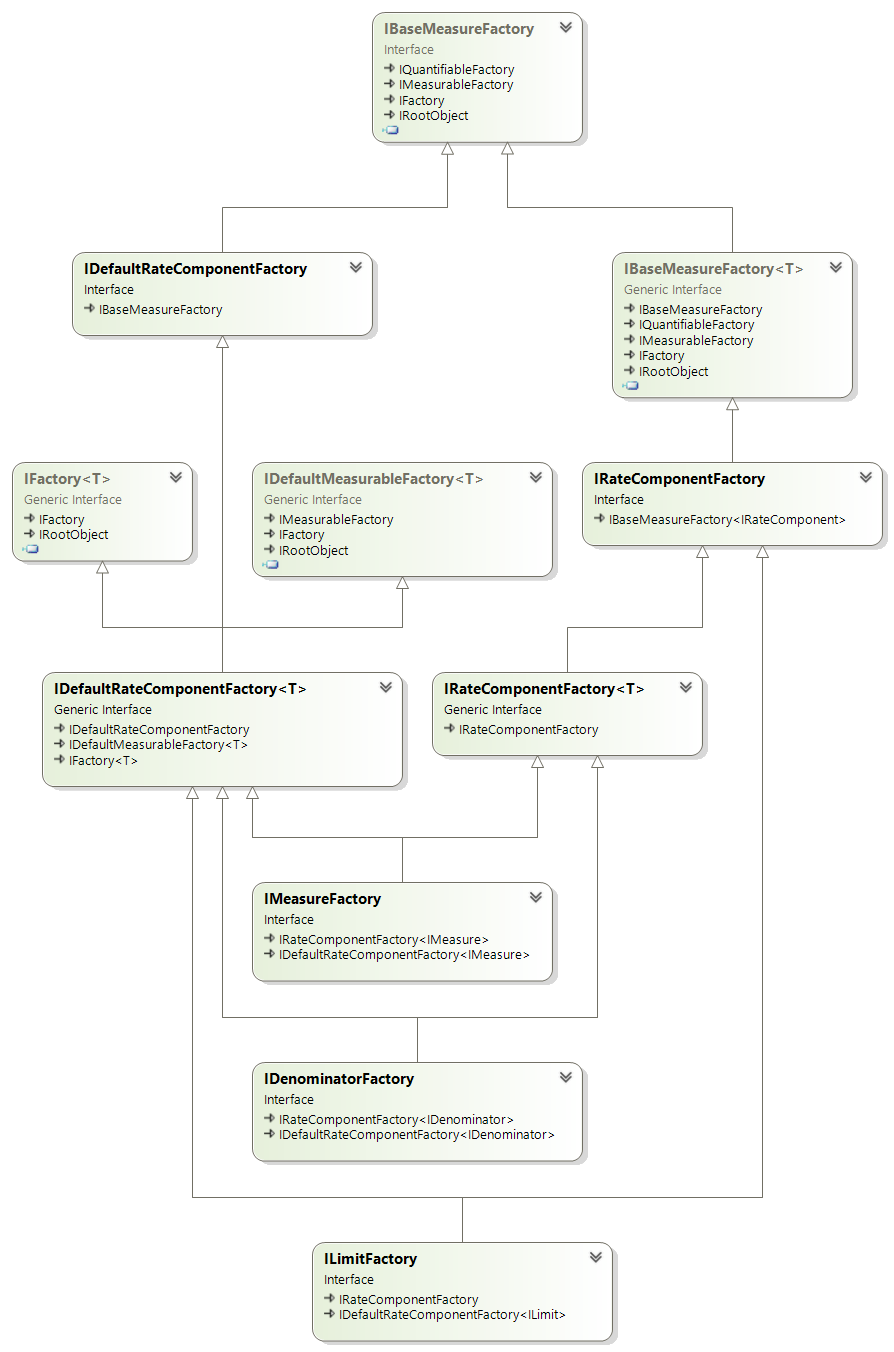 IBaseMeasureFactory
Interface
IQuantifiableFactory
IMeasurableFactory
IFactory
IRootObject
IDefaultRateComponentFactory
Interface
IBaseMeasureFactory
IBaseMeasureFactory<T>
Generic Interface
IBaseMeasureFactory
IQuantifiableFactory
IMeasurableFactory
IFactory
IRootObject
IFactory<T>
Generic Interface
IFactory
IRootObject
IDefaultMeasurableFactory<T>
Generic Interface
IMeasurableFactory
IFactory
IRootObject
IRateComponentFactory
Interface
IBaseMeasureFactory<IRateComponent>
IDefaultRateComponentFactory<T>
Generic Interface
IDefaultRateComponentFactory
IDefaultMeasurableFactory<T>
IFactory<T>
IRateComponentFactory<T>
Generic Interface
IRateComponentFactory
IMeasureFactory
Interface
IRateComponentFactory<IMeasure>
IDefaultRateComponentFactory<IMeasure>
IDenominatorFactory
Interface
IRateComponentFactory<IDenominator>
IDefaultRateComponentFactory<IDenominator>
ILimitFactory
Interface
IRateComponentFactory
IDefaultRateComponentFactory<ILimit>